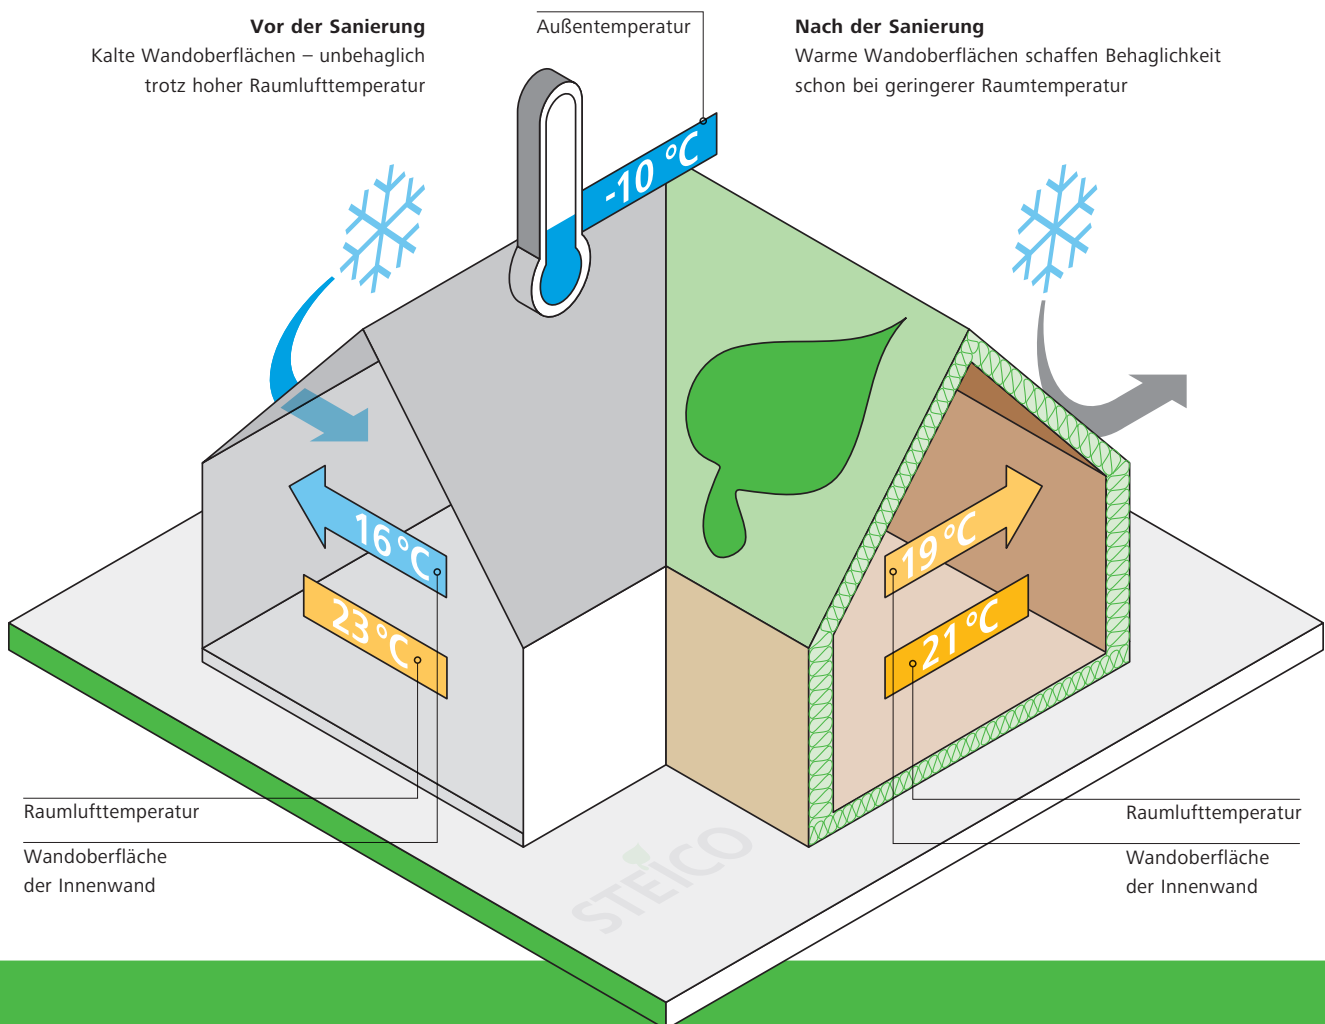 Vor der Sanierung
Kalte Wandoberflächen – unbehaglich
trotz hoher Raumlufttemperatur
Außentemperatur
Nach der Sanierung
Warme Wandoberflächen schaffen Behaglichkeit
schon bei geringerer Raumtemperatur
-10 °C
16 °C
23 °C
19 °C
21 °C
Raumlufttemperatur
Wandoberfläche
der Innenwand
Raumlufttemperatur
Wandoberfläche
der Innenwand
STEICO